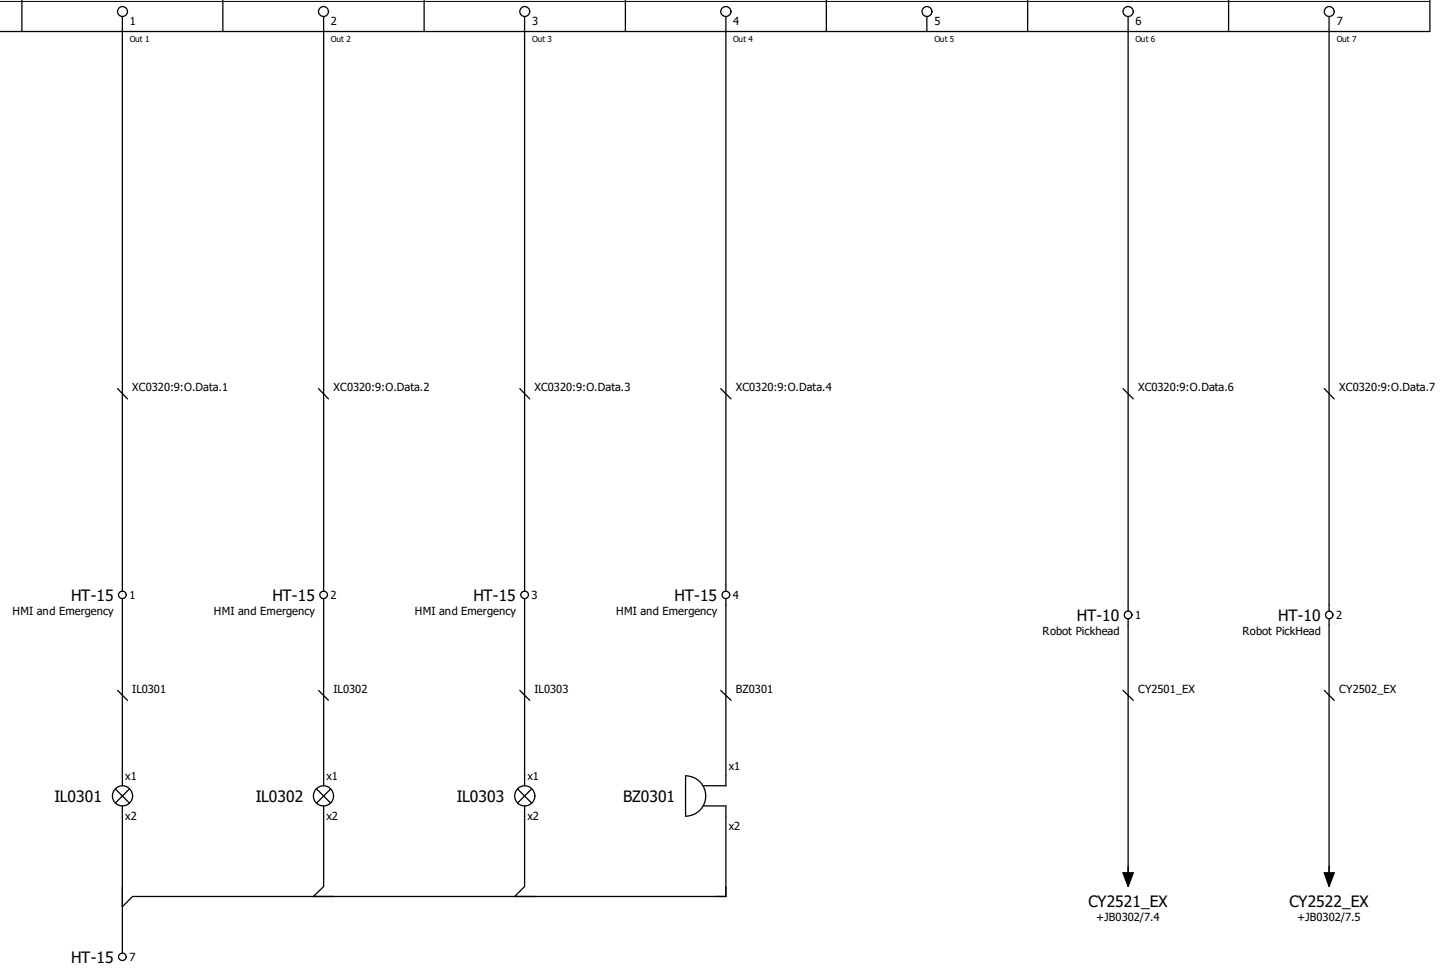 1 2 3 4 5 6 7
Out 1 Out 2 Out 3 Out 4 Out 5 Out 6 Out 7
XC0320:9:O.Data.1 XC0320:9:O.Data.2 XC0320:9:O.Data.3 XC0320:9:O.Data.4 XC0320:9:O.Data.6 XC0320:9:O.Data.7
HT-15 1 HT-15 2 HT-15 3 HT-15 4
HMI and Emergency HMI and Emergency HMI and Emergency HMI and Emergency
HT-10 1 HT-10 2
Robot Pickhead Robot PickHead
IL0301 IL0302 IL0303 BZ0301 CY2501_EX CY2502_EX
x1 x1 x1 x1
IL0301 IL0302 IL0303 BZ0301
x2 x2 x2 x2
CY2521_EX CY2522_EX
+JB0302/7.4 +JB0302/7.5
HT-15 7